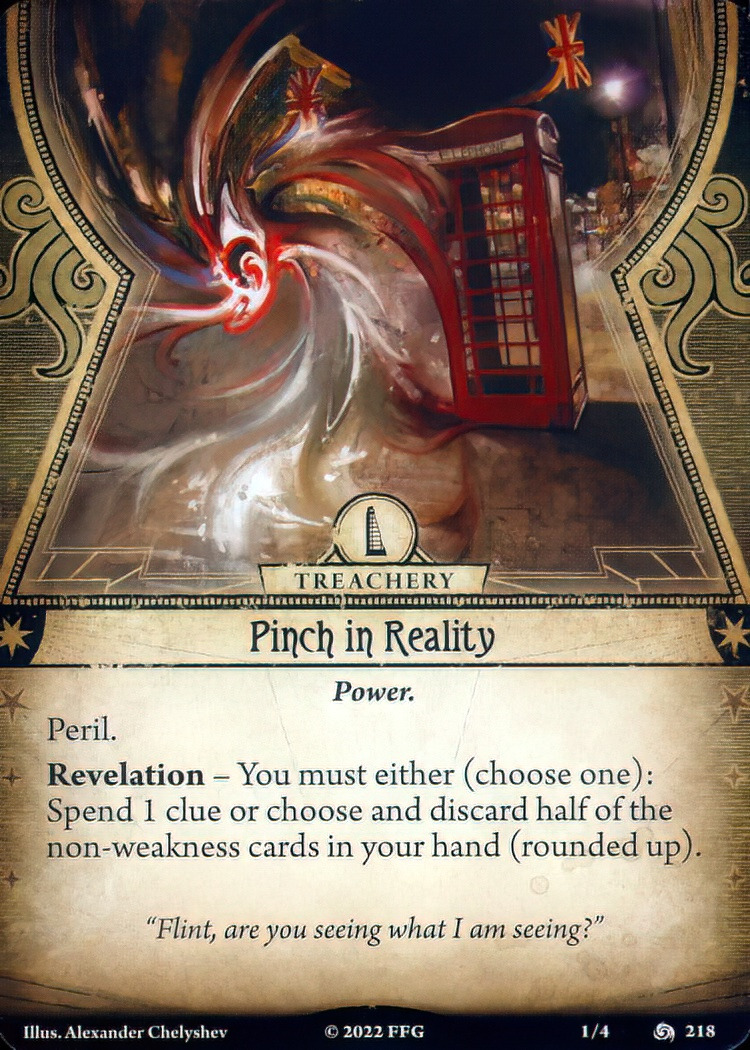 TELEPHONE
TREACHERY
Pinch in Reality
Power.
Peril.
Revelation – You must either (choose one):
Spend 1 clue or choose and discard half of the
non-weakness cards in your hand (rounded up).
“Flint, are you seeing what I am seeing?”
Illus. Alexander Chelyshev © 2022 FFG 1/4 218